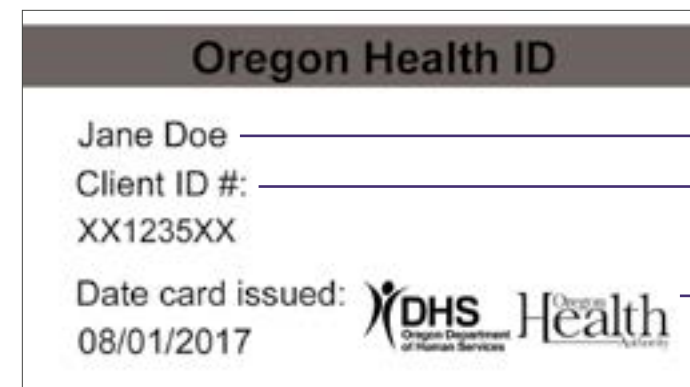 Oregon Health ID
Jane Doe
Client ID #:
XX1235XX
Date card issued:
08/01/2017
DHS
Oregon Department
of Human Services
Oregon
Health
Authority